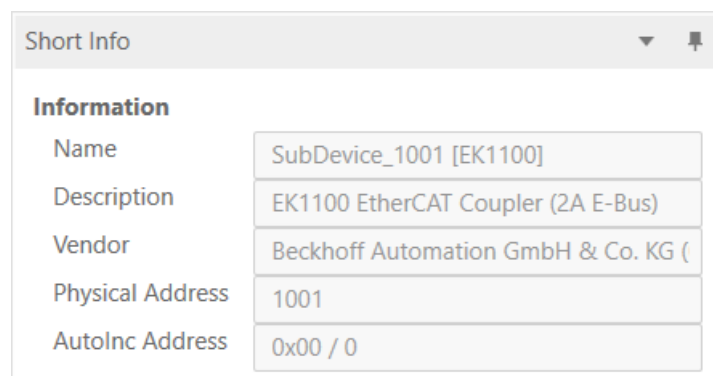 Short Info
Information
Name SubDevice_1001 [EK1100]
Description EK1100 EtherCAT Coupler (2A E-Bus)
Vendor Beckhoff Automation GmbH & Co. KG (
Physical Address 1001
AutoInc Address 0x00 / 0